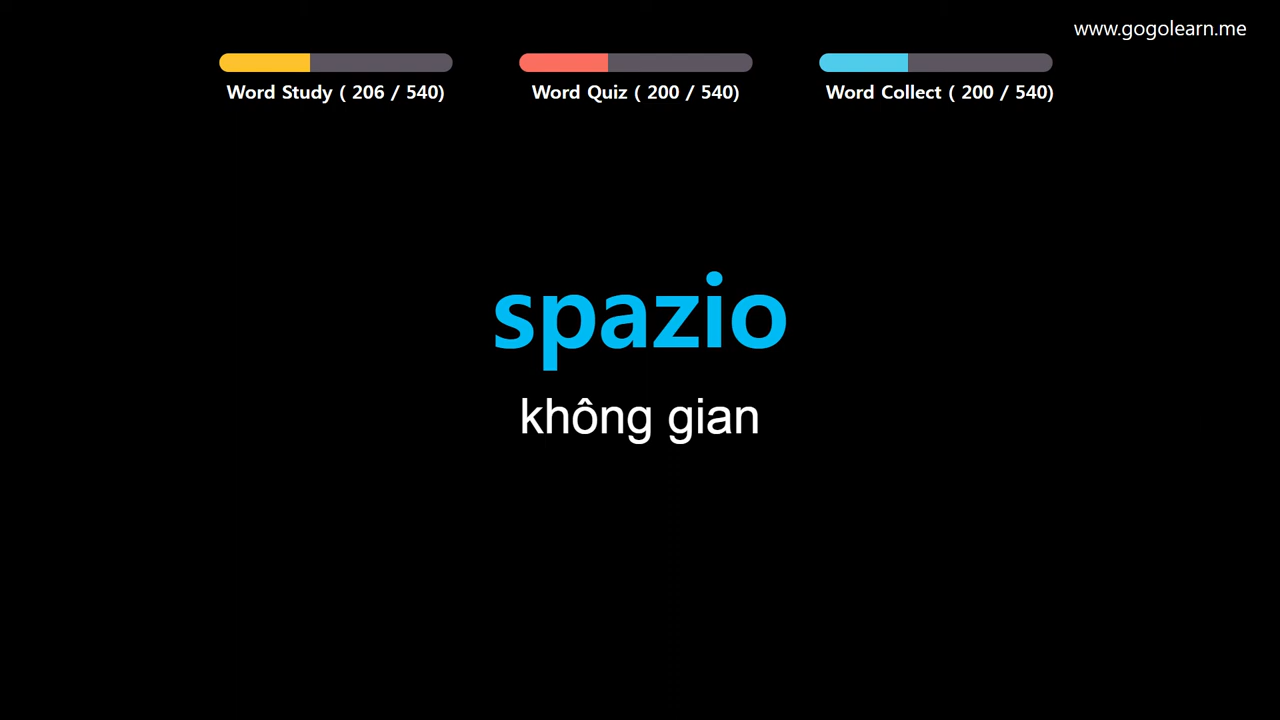 www.gogolearn.me
Word Study ( 206 / 540)
Word Quiz ( 200 / 540)
Word Collect ( 200 / 540)
spazio
không gian